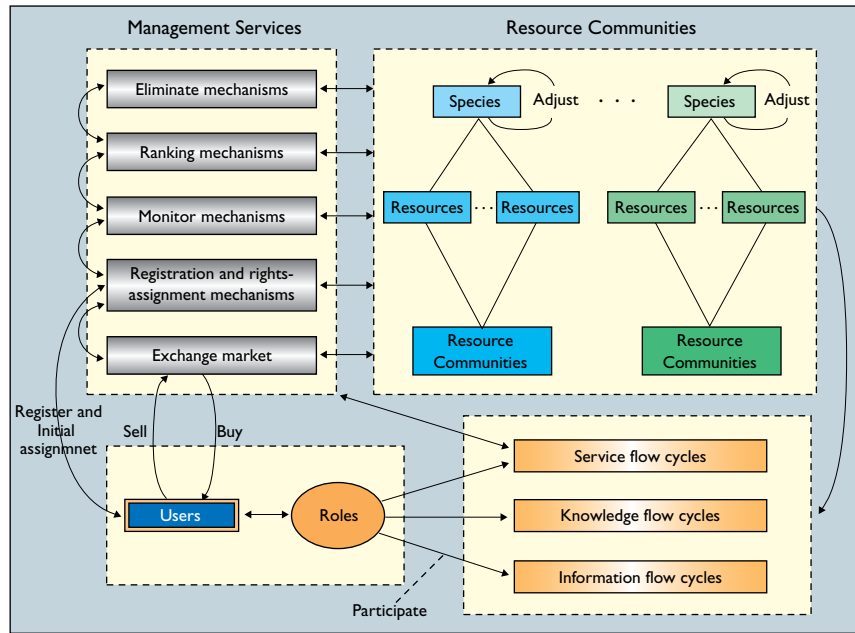 Management Services
Resource Communities
Eliminate mechanisms
Ranking mechanisms
Monitor mechanisms
Registration and rights-
assignment mechanisms
Exchange market
Species
Adjust
. . .
Species
Adjust
Resources
...
Resources
Resources
...
Resources
Resource
Communities
Resource
Communities
Register and
Initial
assignmnet
Sell
Buy
Users
Roles
Participate
Service flow cycles
Knowledge flow cycles
Information flow cycles